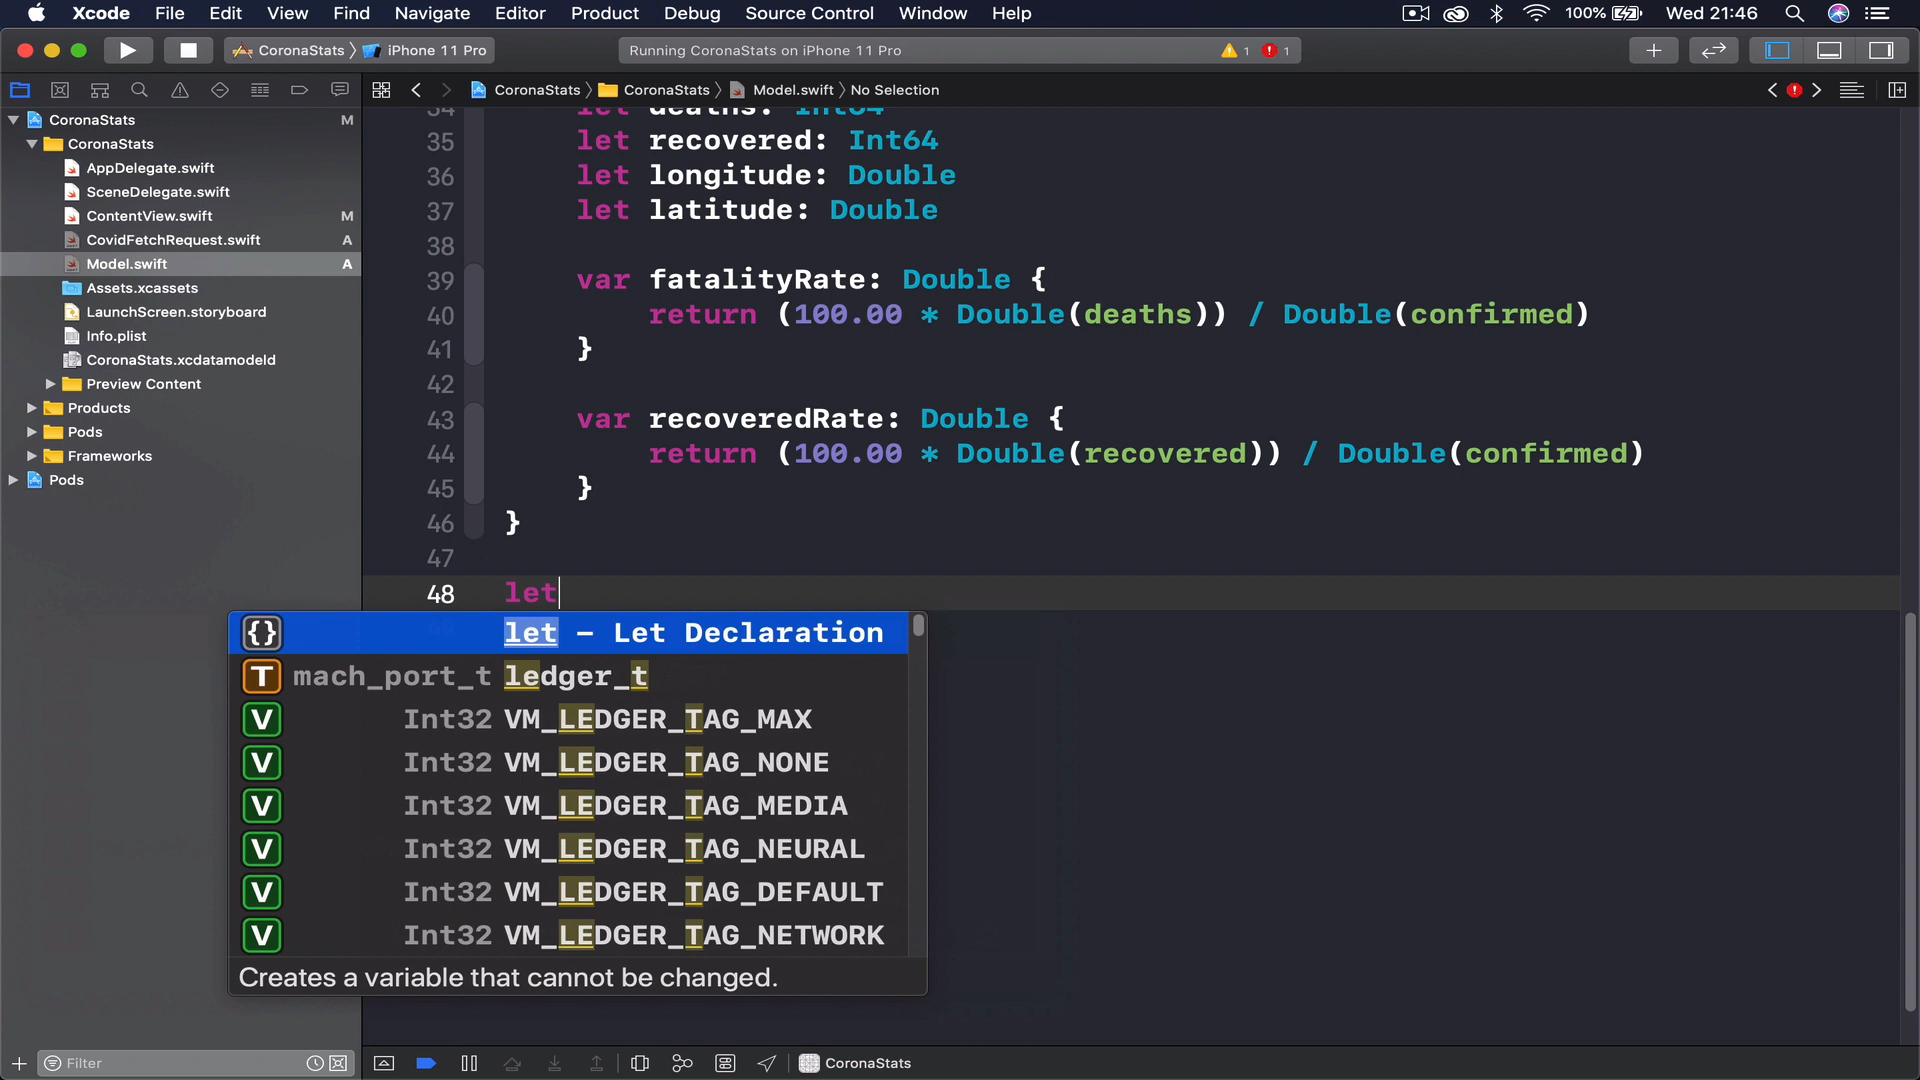 Xcode File Edit View Find Navigate Editor Product Debug Source Control Window Help 100% Wed 21:46
CoronaStats iPhone 11 Pro Running CoronaStats on iPhone 11 Pro 1 1
CoronaStats CoronaStats Model.swift No Selection
CoronaStats M
CoronaStats
AppDelegate.swift
SceneDelegate.swift
ContentView.swift M
CovidFetchRequest.swift A
Model.swift A
Assets.xcassets
LaunchScreen.storyboard
Info.plist
CoronaStats.xcdatamodeld
Preview Content
Products
Pods
Frameworks
Pods
34 let deaths: Int64
35 let recovered: Int64
36 let longitude: Double
37 let latitude: Double
38
39 var fatalityRate: Double {
40 return (100.00 * Double(deaths)) / Double(confirmed)
41 }
42
43 var recoveredRate: Double {
44 return (100.00 * Double(recovered)) / Double(confirmed)
45 }
46 }
47
48 let
{} let - Let Declaration
T mach_port_t ledger_t
V Int32 VM_LEDGER_TAG_MAX
V Int32 VM_LEDGER_TAG_NONE
V Int32 VM_LEDGER_TAG_MEDIA
V Int32 VM_LEDGER_TAG_NEURAL
V Int32 VM_LEDGER_TAG_DEFAULT
V Int32 VM_LEDGER_TAG_NETWORK
Creates a variable that cannot be changed.
Filter CoronaStats